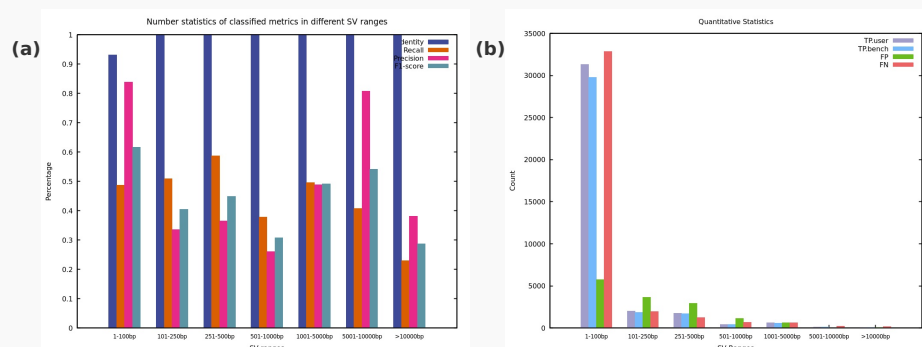 (a)
Number statistics of classified metrics in different SV ranges
Identity
Recall
Precision
F1-score
Percentage
1
0.9
0.8
0.7
0.6
0.5
0.4
0.3
0.2
0.1
0
1-100bp 101-250bp 251-500bp 501-1000bp 1001-5000bp 5001-10000bp >10000bp
(b)
Quantitative Statistics
TP.user
TP.bench
FP
FN
Count
35000
30000
25000
20000
15000
10000
5000
0
1-100bp 101-250bp 251-500bp 501-1000bp 1001-5000bp 5001-10000bp >10000bp